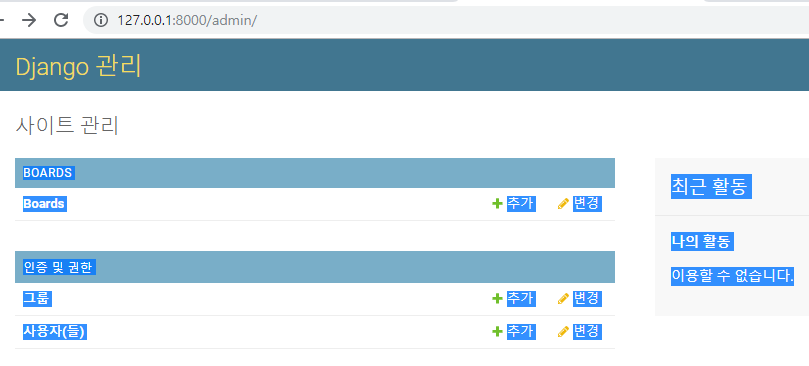 127.0.0.1:8000/admin/
Django 관리
사이트 관리
BOARDS
Boards 추가 변경
인증 및 권한
그룹 추가 변경
사용자(들) 추가 변경
최근 활동
나의 활동
이용할 수 없습니다.